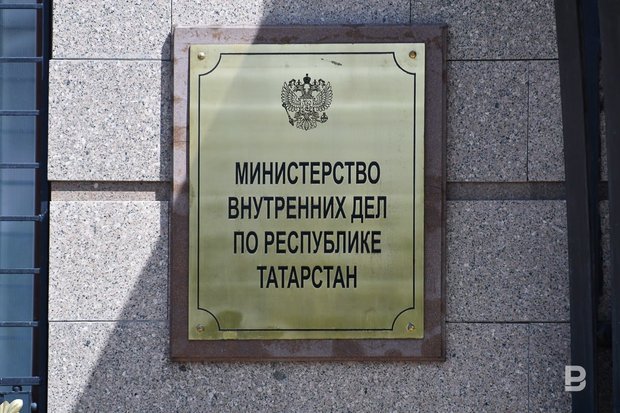 МИНИСТЕРСТВО
ВНУТРЕННИХ ДЕЛ
ПО РЕСПУБЛИКЕ
ТАТАРСТАН
B